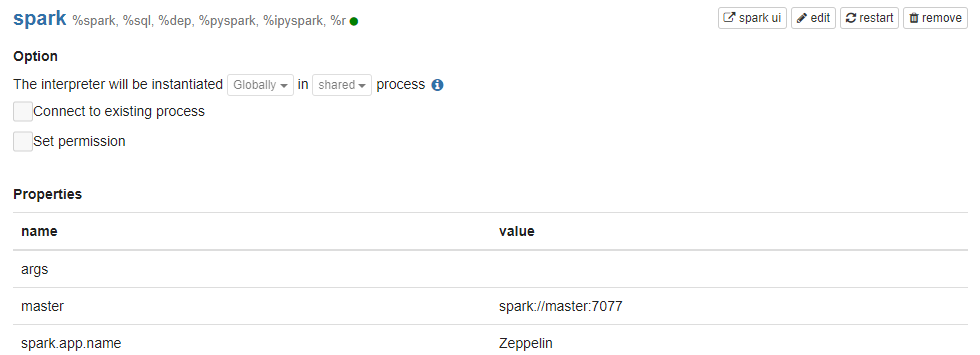 spark %spark, %sql, %dep, %pyspark, %ipyspark, %r spark ui edit restart remove
Option
The interpreter will be instantiated Globally in shared process
Connect to existing process
Set permission
Properties
name value
args
master spark://master:7077
spark.app.name Zeppelin